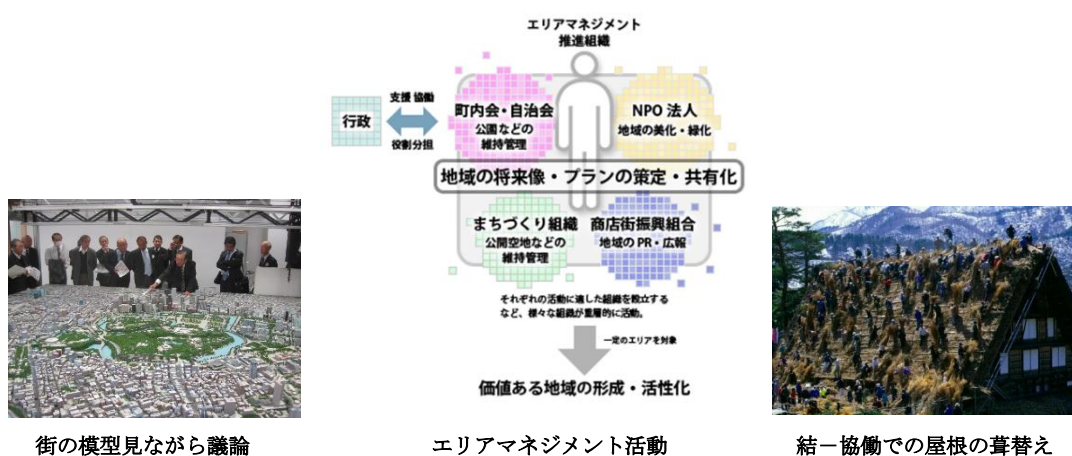 エリアマネジメント
推進組織
行政
支援 協働
役割分担
町内会・自治会
公園などの
維持管理
NPO 法人
地域の美化・緑化
地域の将来像・プランの策定・共有化
まちづくり組織
公開空地などの
維持管理
商店街振興組合
地域の PR・広報
それぞれの活動に適した組織を設立する
など、様々な組織が重層的に活動。
一定のエリアを対象
価値ある地域の形成・活性化
街の模型見ながら議論
エリアマネジメント活動
結－協働での屋根の葺替え